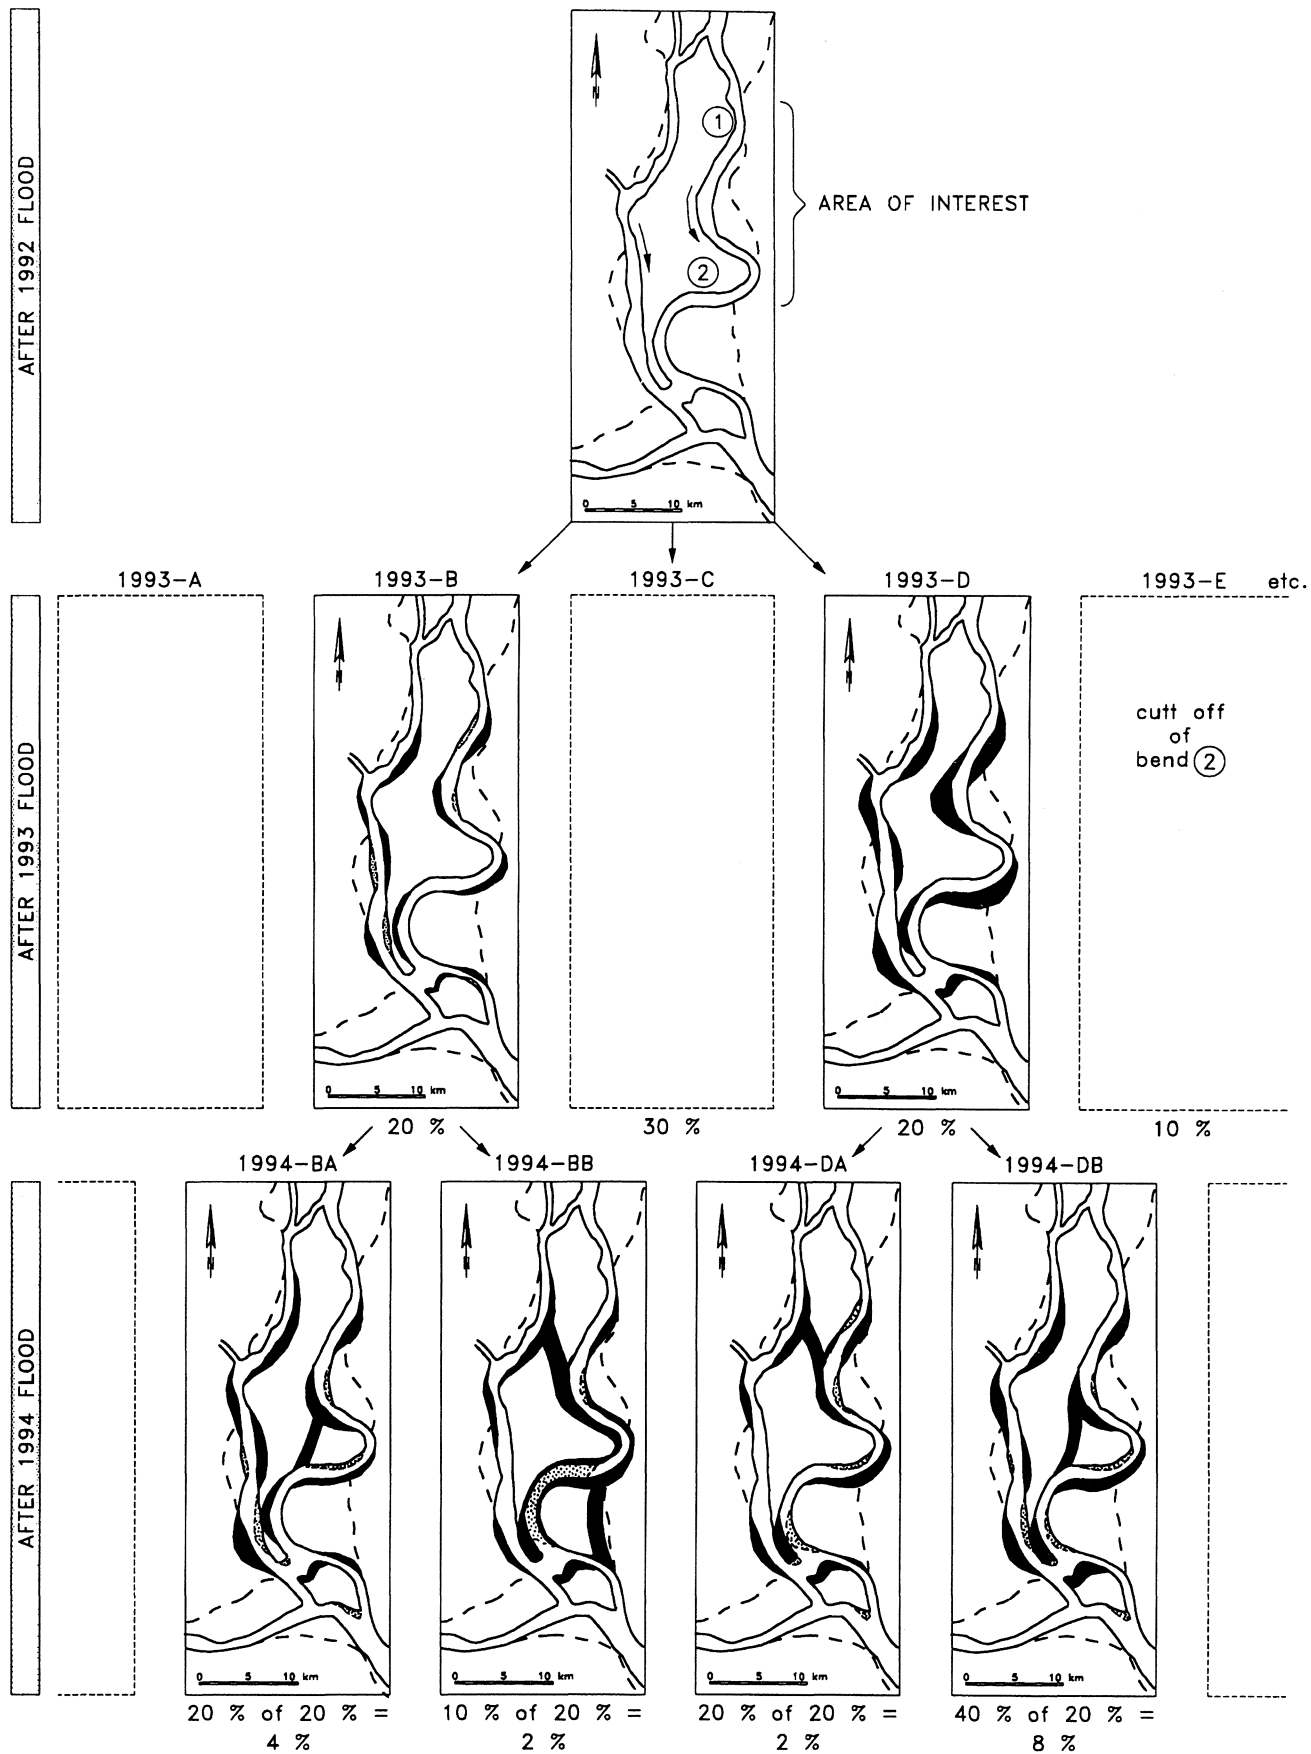 AFTER 1992 FLOOD
N
1
AREA OF INTEREST
2
0 5 10 km
1993-A 1993-B 1993-C 1993-D 1993-E etc.
AFTER 1993 FLOOD
N N
cutt off
of
bend 2
0 5 10 km 0 5 10 km
20 % 30 % 20 % 10 %
1994-BA 1994-BB 1994-DA 1994-DB
AFTER 1994 FLOOD
N N N N
0 5 10 km 0 5 10 km 0 5 10 km 0 5 10 km
20 % of 20 % = 10 % of 20 % = 20 % of 20 % = 40 % of 20 % =
4 % 2 % 2 % 8 %